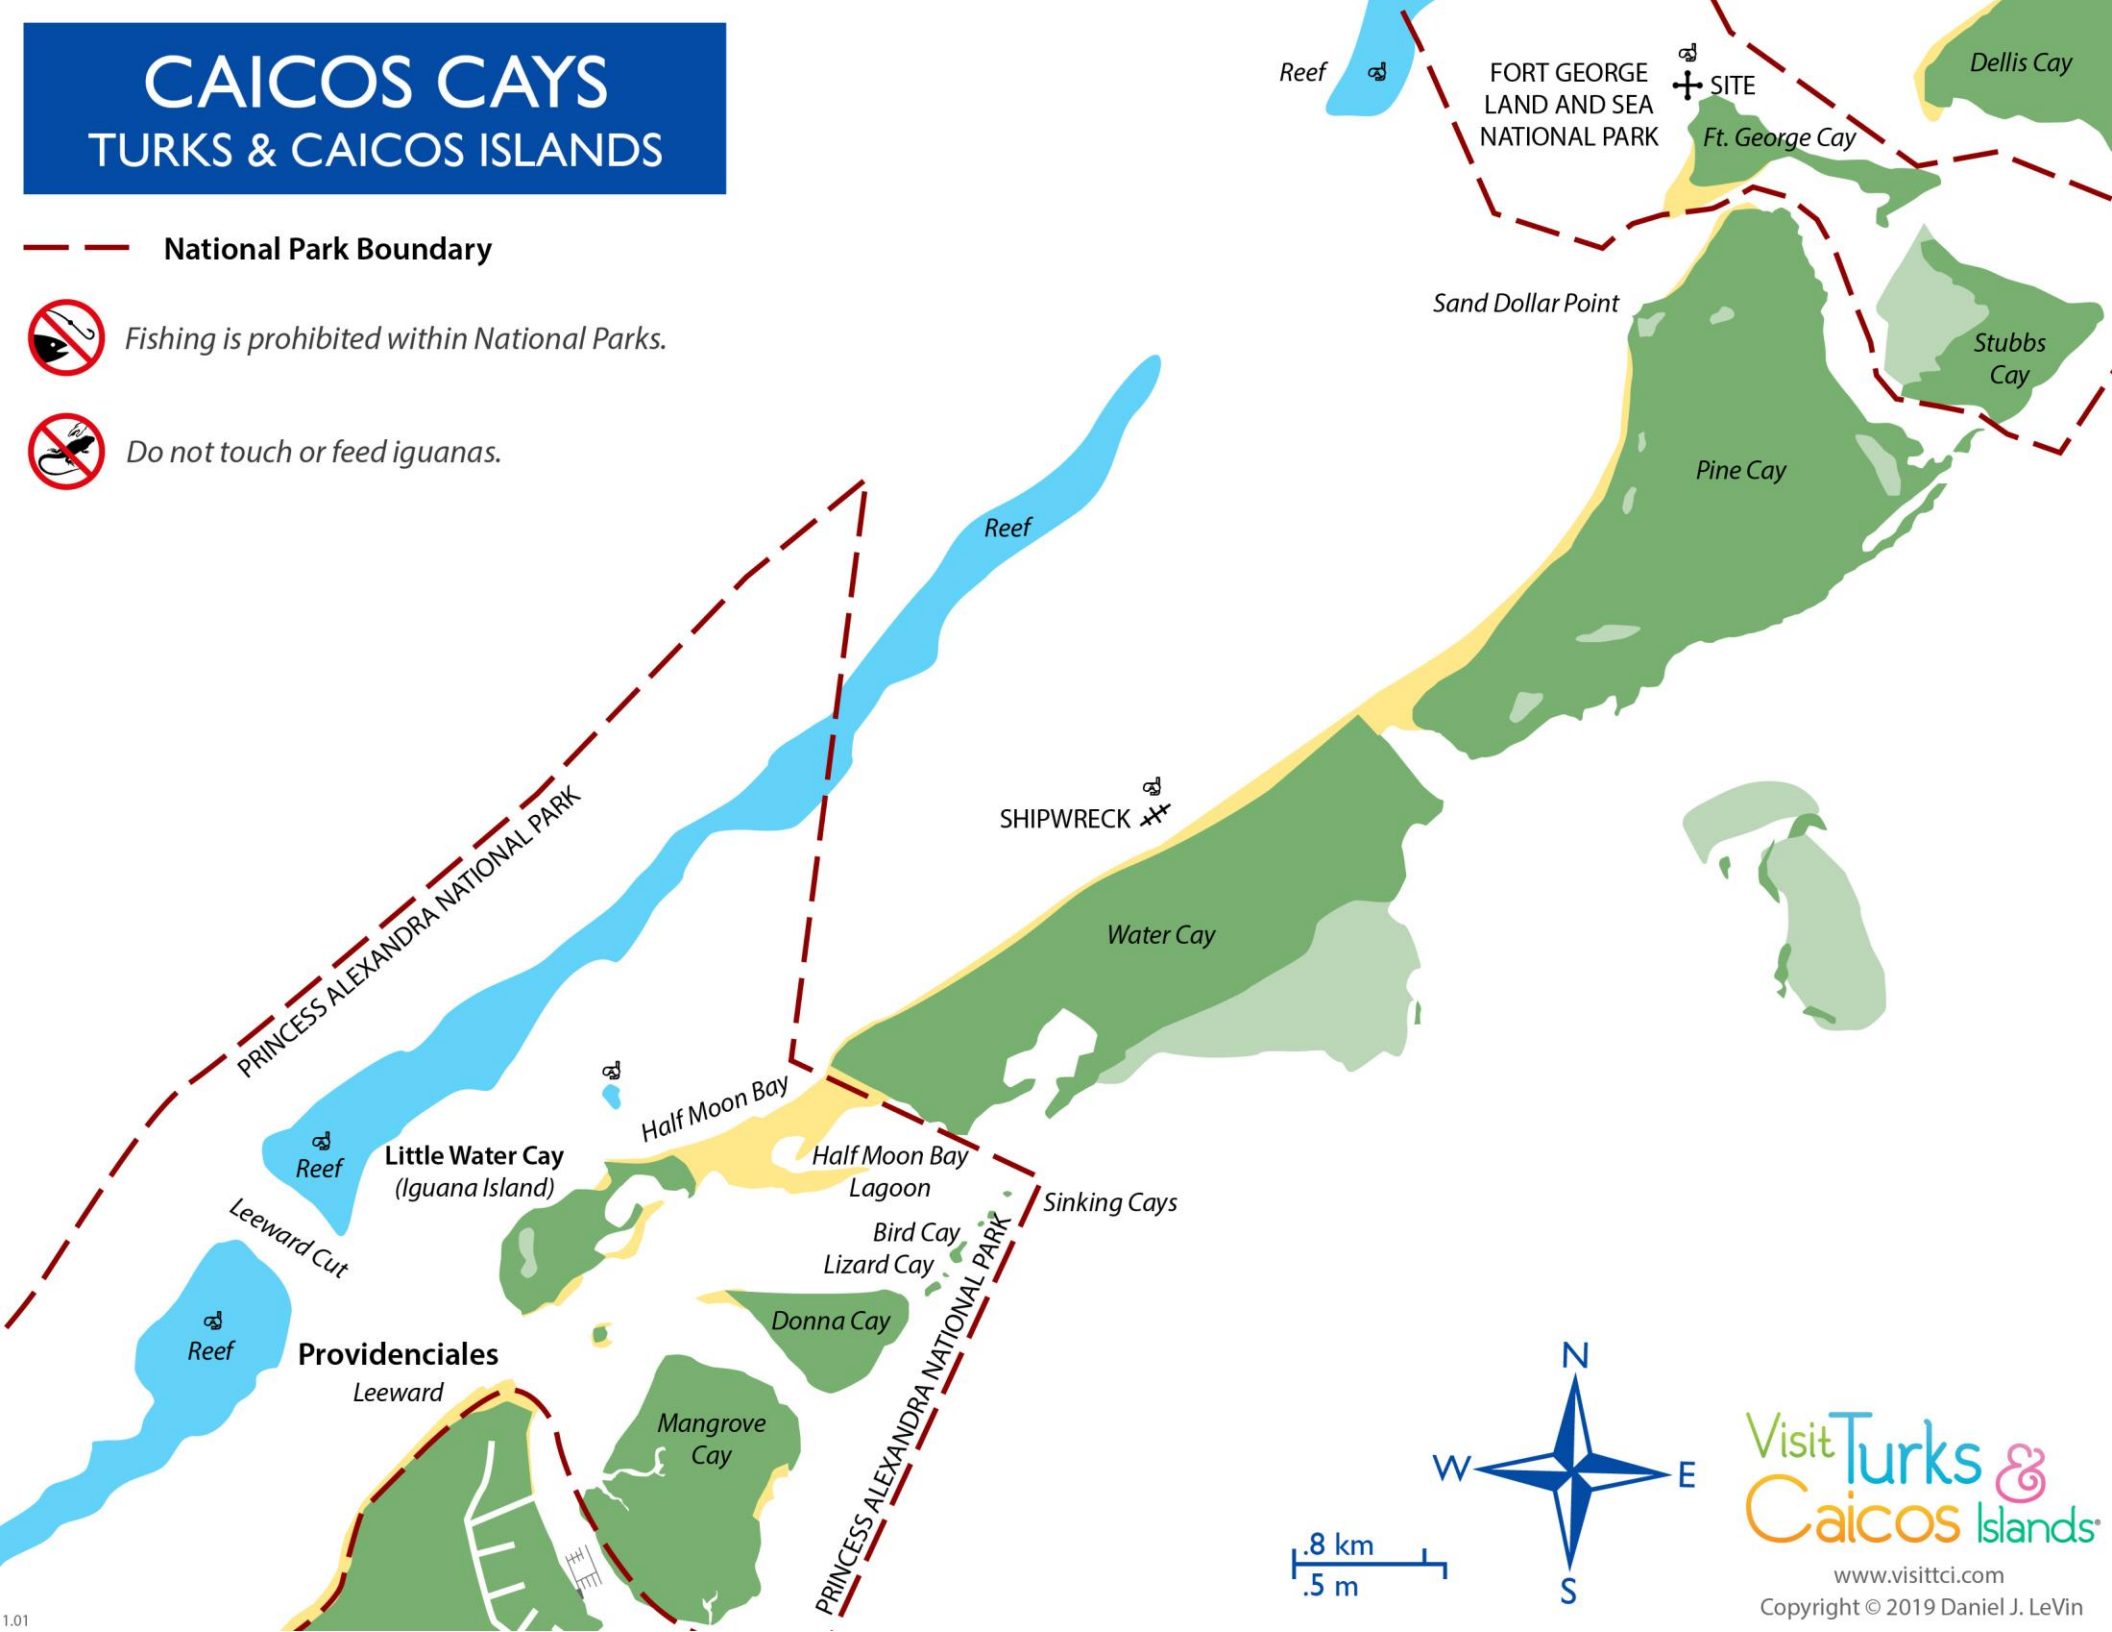 CAICOS CAYS
TURKS & CAICOS ISLANDS
National Park Boundary
Fishing is prohibited within National Parks.
Do not touch or feed iguanas.
Reef
FORT GEORGE
LAND AND SEA
NATIONAL PARK
SITE
Ft. George Cay
Dellis Cay
Sand Dollar Point
Stubbs
Cay
Pine Cay
Reef
PRINCESS ALEXANDRA NATIONAL PARK
SHIPWRECK
Water Cay
Half Moon Bay
Little Water Cay
(Iguana Island)
Reef
Half Moon Bay
Lagoon
Sinking Cays
Leeward Cut
Bird Cay
Lizard Cay
Donna Cay
PRINCESS ALEXANDRA NATIONAL PARK
Reef
Providenciales
Leeward
Mangrove
Cay
N
W
E
S
.8 km
.5 m
Visit Turks &
Caicos Islands
www.visittci.com
Copyright © 2019 Daniel J. LeVin
1.01